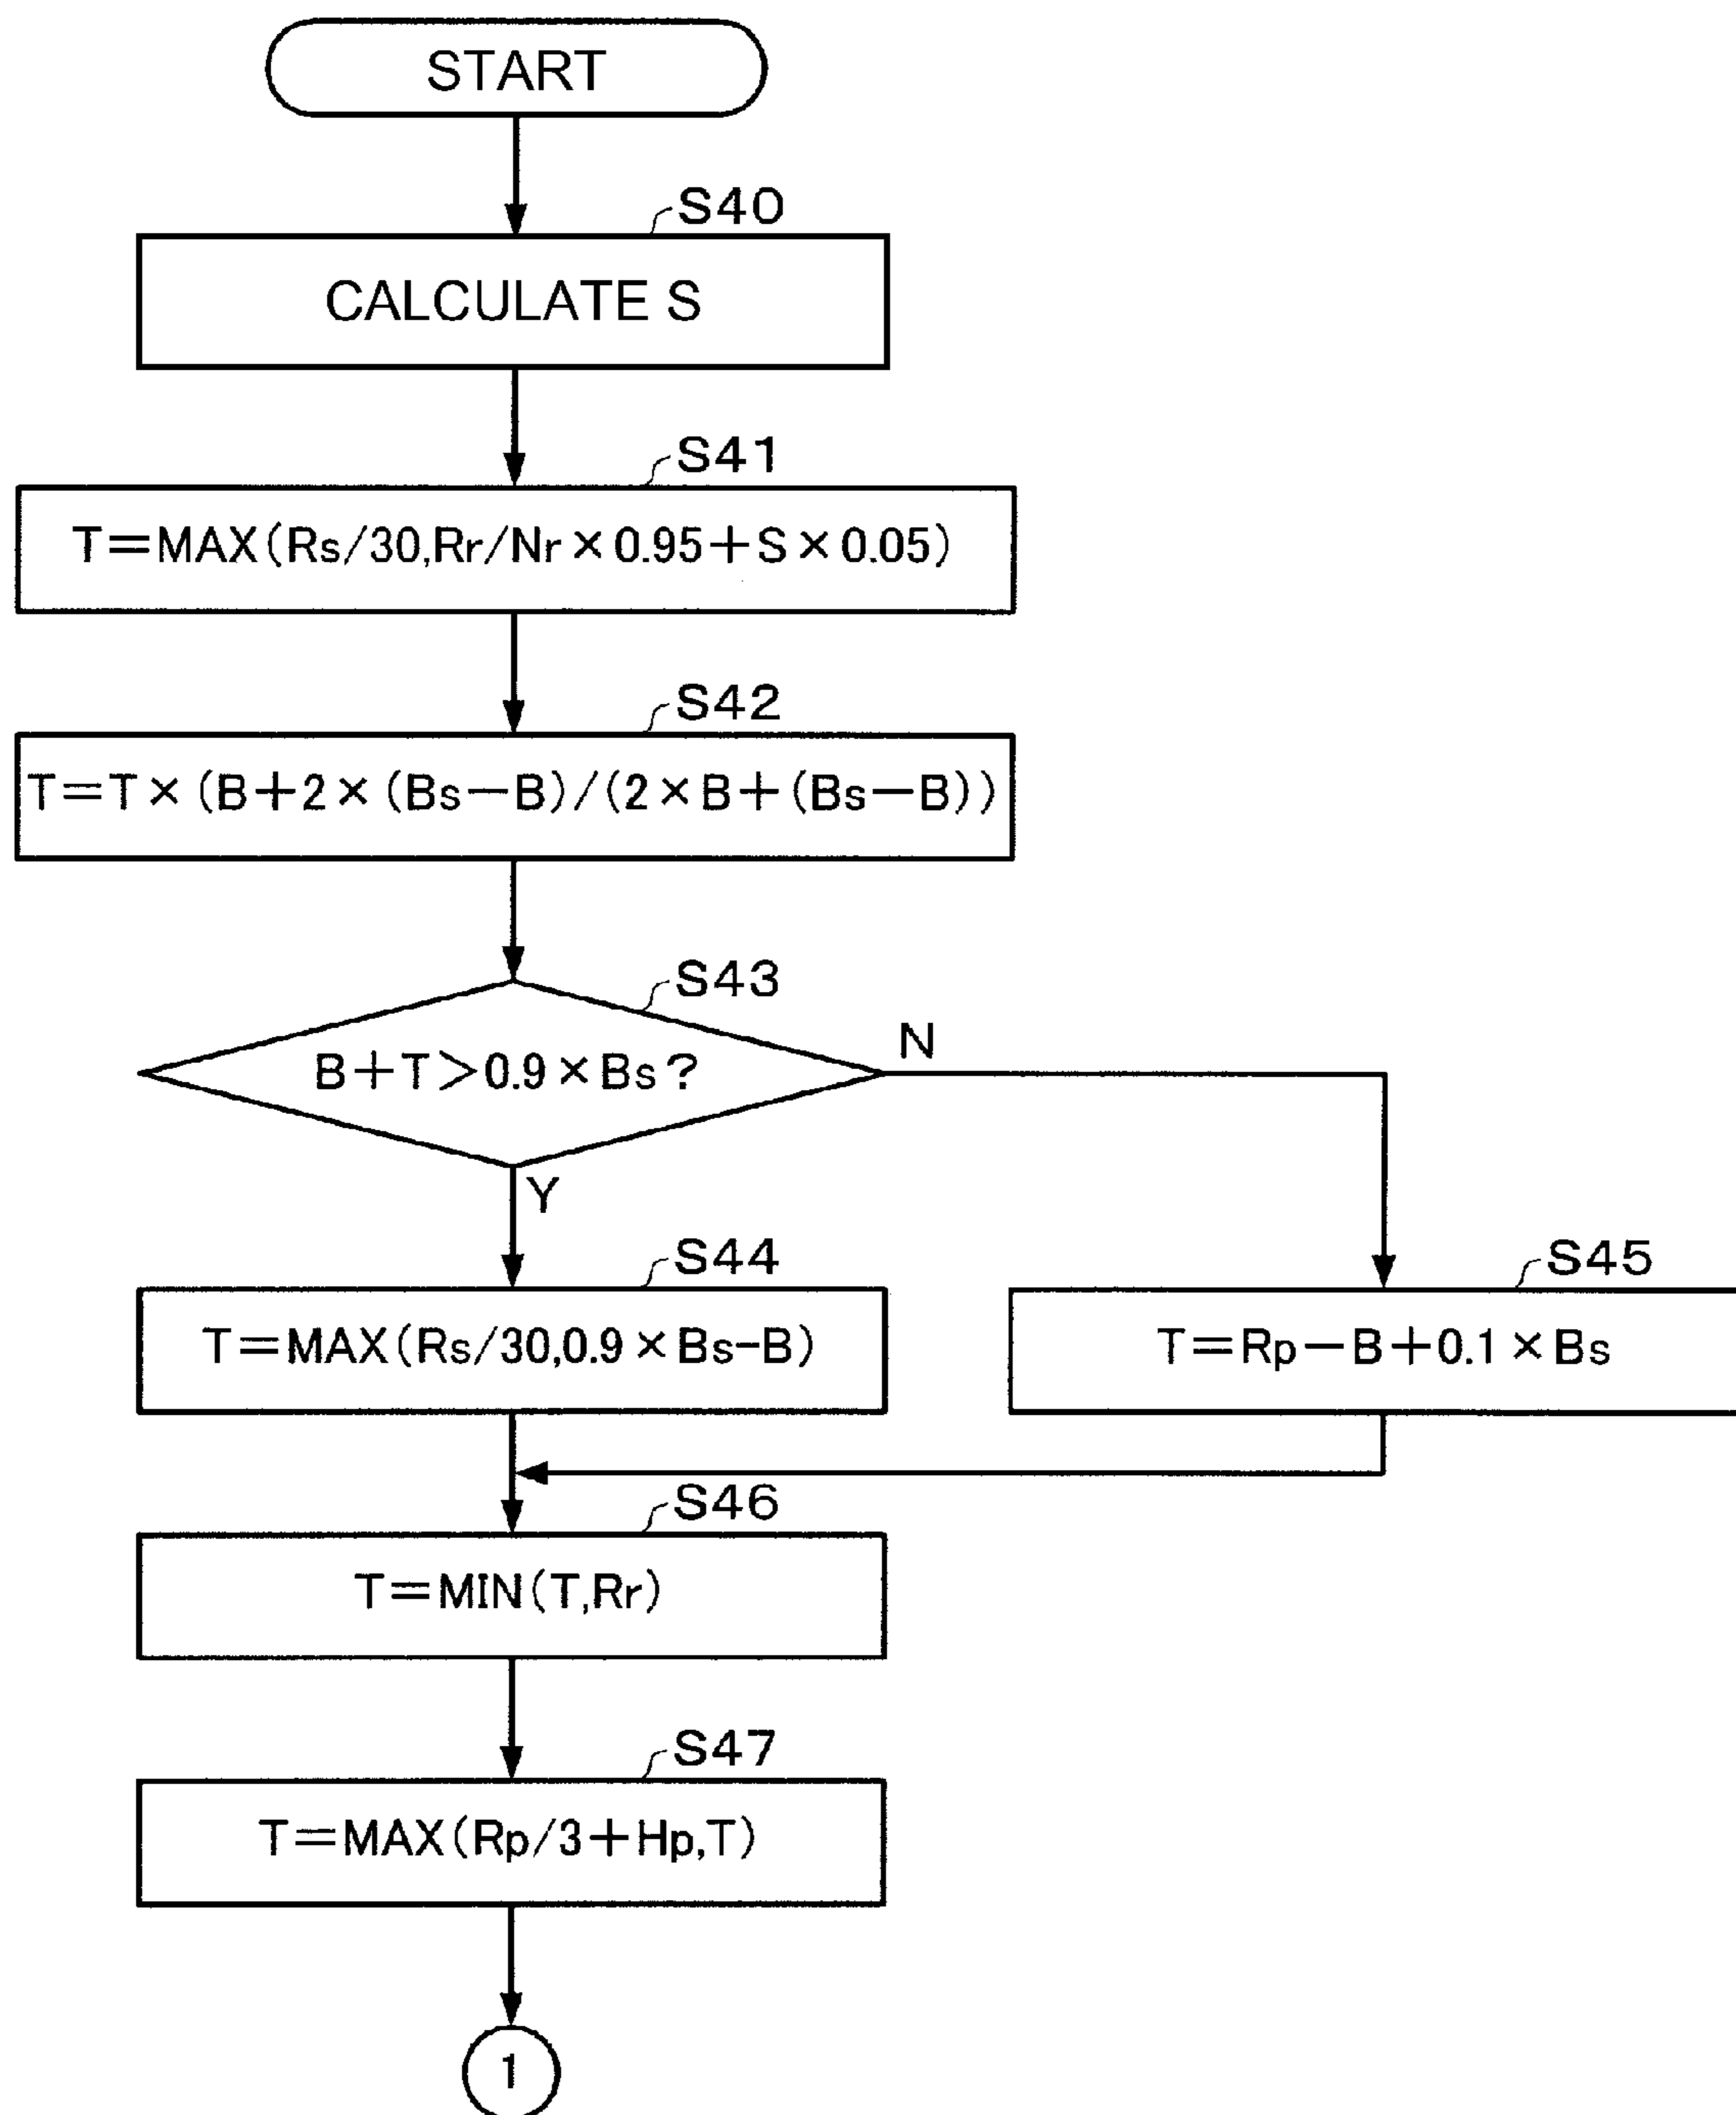 START
S40
CALCULATE S
S41
T=MAX(Rs/30,Rr/Nr×0.95+S×0.05)
S42
T=T×(B+2×(Bs−B)/(2×B+(Bs−B))
S43
B+T>0.9×Bs?
N
Y
S44
T=MAX(Rs/30,0.9×Bs-B)
S45
T=Rp−B+0.1×Bs
S46
T=MIN(T,Rr)
S47
T=MAX(Rp/3+Hp,T)
1